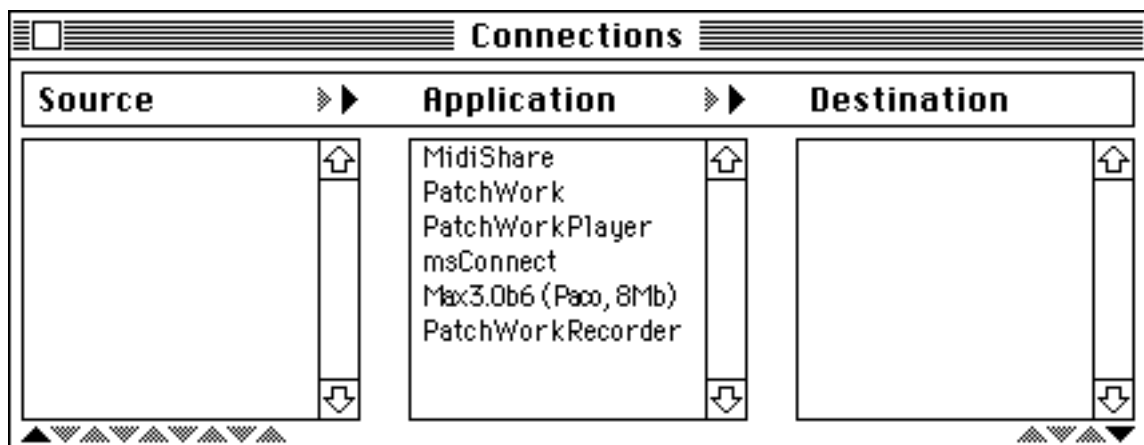 Connections
Source
Application
Destination
MidiShare
PatchWork
PatchWorkPlayer
msConnect
Max3.0b6 (Paco, 8Mb)
PatchWorkRecorder